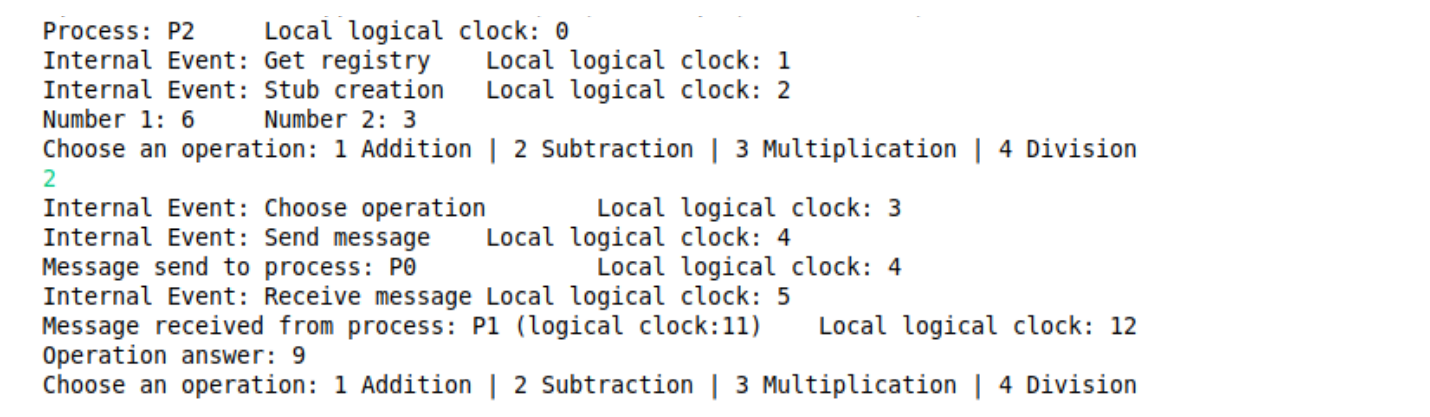 Process: P2     Local logical clock: 0
Internal Event: Get registry    Local logical clock: 1
Internal Event: Stub creation   Local logical clock: 2
Number 1: 6     Number 2: 3
Choose an operation: 1 Addition | 2 Subtraction | 3 Multiplication | 4 Division
2
Internal Event: Choose operation        Local logical clock: 3
Internal Event: Send message    Local logical clock: 4
Message send to process: P0             Local logical clock: 4
Internal Event: Receive message Local logical clock: 5
Message received from process: P1 (logical clock:11)    Local logical clock: 12
Operation answer: 9
Choose an operation: 1 Addition | 2 Subtraction | 3 Multiplication | 4 Division